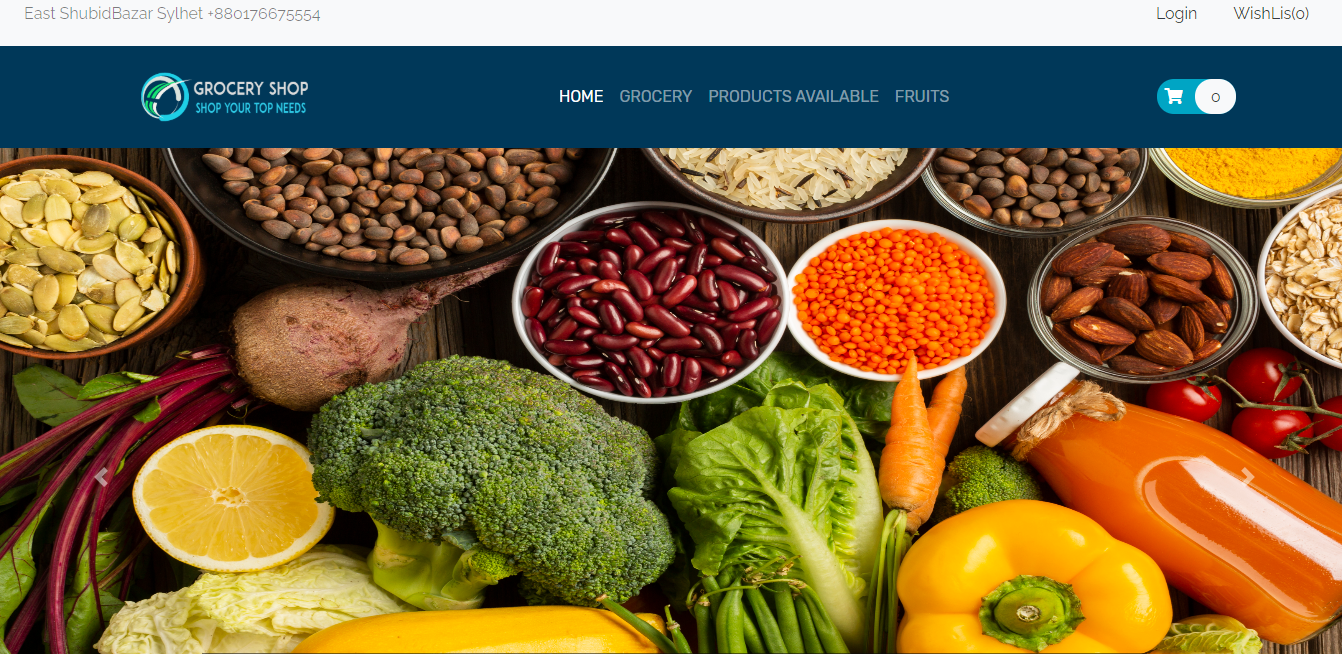 East ShubidBazar Sylhet +880176675554
Login WishLis(0)
GROCERY SHOP
SHOP YOUR TOP NEEDS
HOME GROCERY PRODUCTS AVAILABLE FRUITS
0